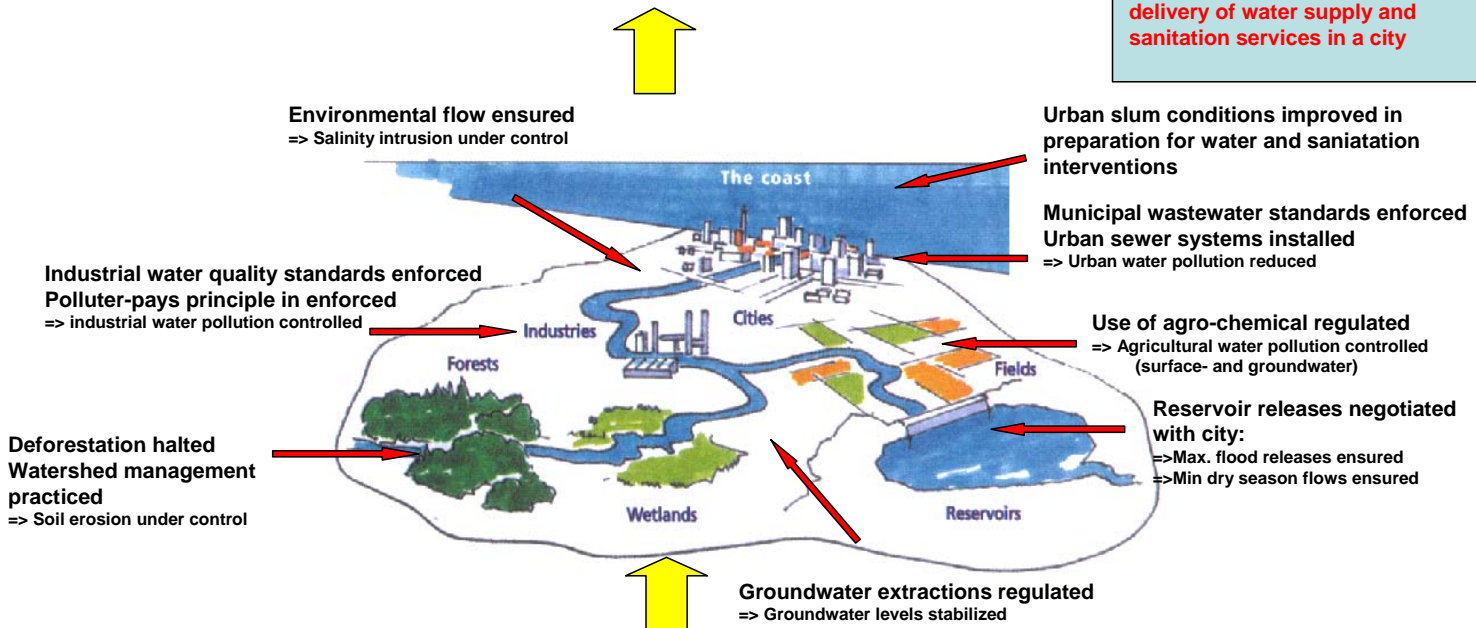 delivery of water supply and
sanitation services in a city
Environmental flow ensured
=> Salinity intrusion under control
Urban slum conditions improved in
preparation for water and saniatation
interventions
The coast
Municipal wastewater standards enforced
Urban sewer systems installed
=> Urban water pollution reduced
Industrial water quality standards enforced
Polluter-pays principle in enforced
=> industrial water pollution controlled
Industries
Cities
Use of agro-chemical regulated
=> Agricultural water pollution controlled
(surface- and groundwater)
Forests
Fields
Reservoir releases negotiated
with city:
=>Max. flood releases ensured
=>Min dry season flows ensured
Deforestation halted
Watershed management
practiced
=> Soil erosion under control
Wetlands
Reservoirs
Groundwater extractions regulated
=> Groundwater levels stabilized